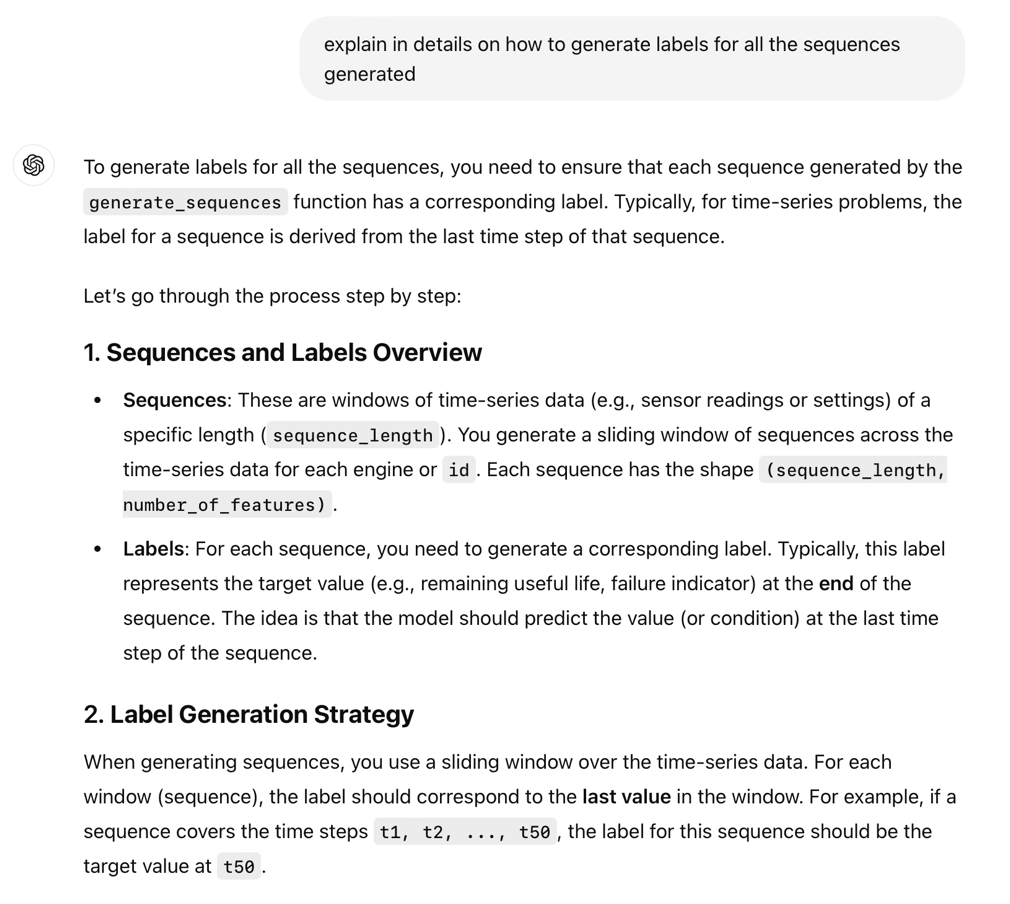 explain in details on how to generate labels for all the sequences
generated
To generate labels for all the sequences, you need to ensure that each sequence generated by the
generate_sequences function has a corresponding label. Typically, for time-series problems, the
label for a sequence is derived from the last time step of that sequence.
Let's go through the process step by step:
1. Sequences and Labels Overview
• Sequences: These are windows of time-series data (e.g., sensor readings or settings) of a
specific length ( sequence_length ). You generate a sliding window of sequences across the
time-series data for each engine or id . Each sequence has the shape (sequence_length,
number_of_features) .
• Labels: For each sequence, you need to generate a corresponding label. Typically, this label
represents the target value (e.g., remaining useful life, failure indicator) at the end of the
sequence. The idea is that the model should predict the value (or condition) at the last time
step of the sequence.
2. Label Generation Strategy
When generating sequences, you use a sliding window over the time-series data. For each
window (sequence), the label should correspond to the last value in the window. For example, if a
sequence covers the time steps t1, t2, ..., t50 , the label for this sequence should be the
target value at t50 .